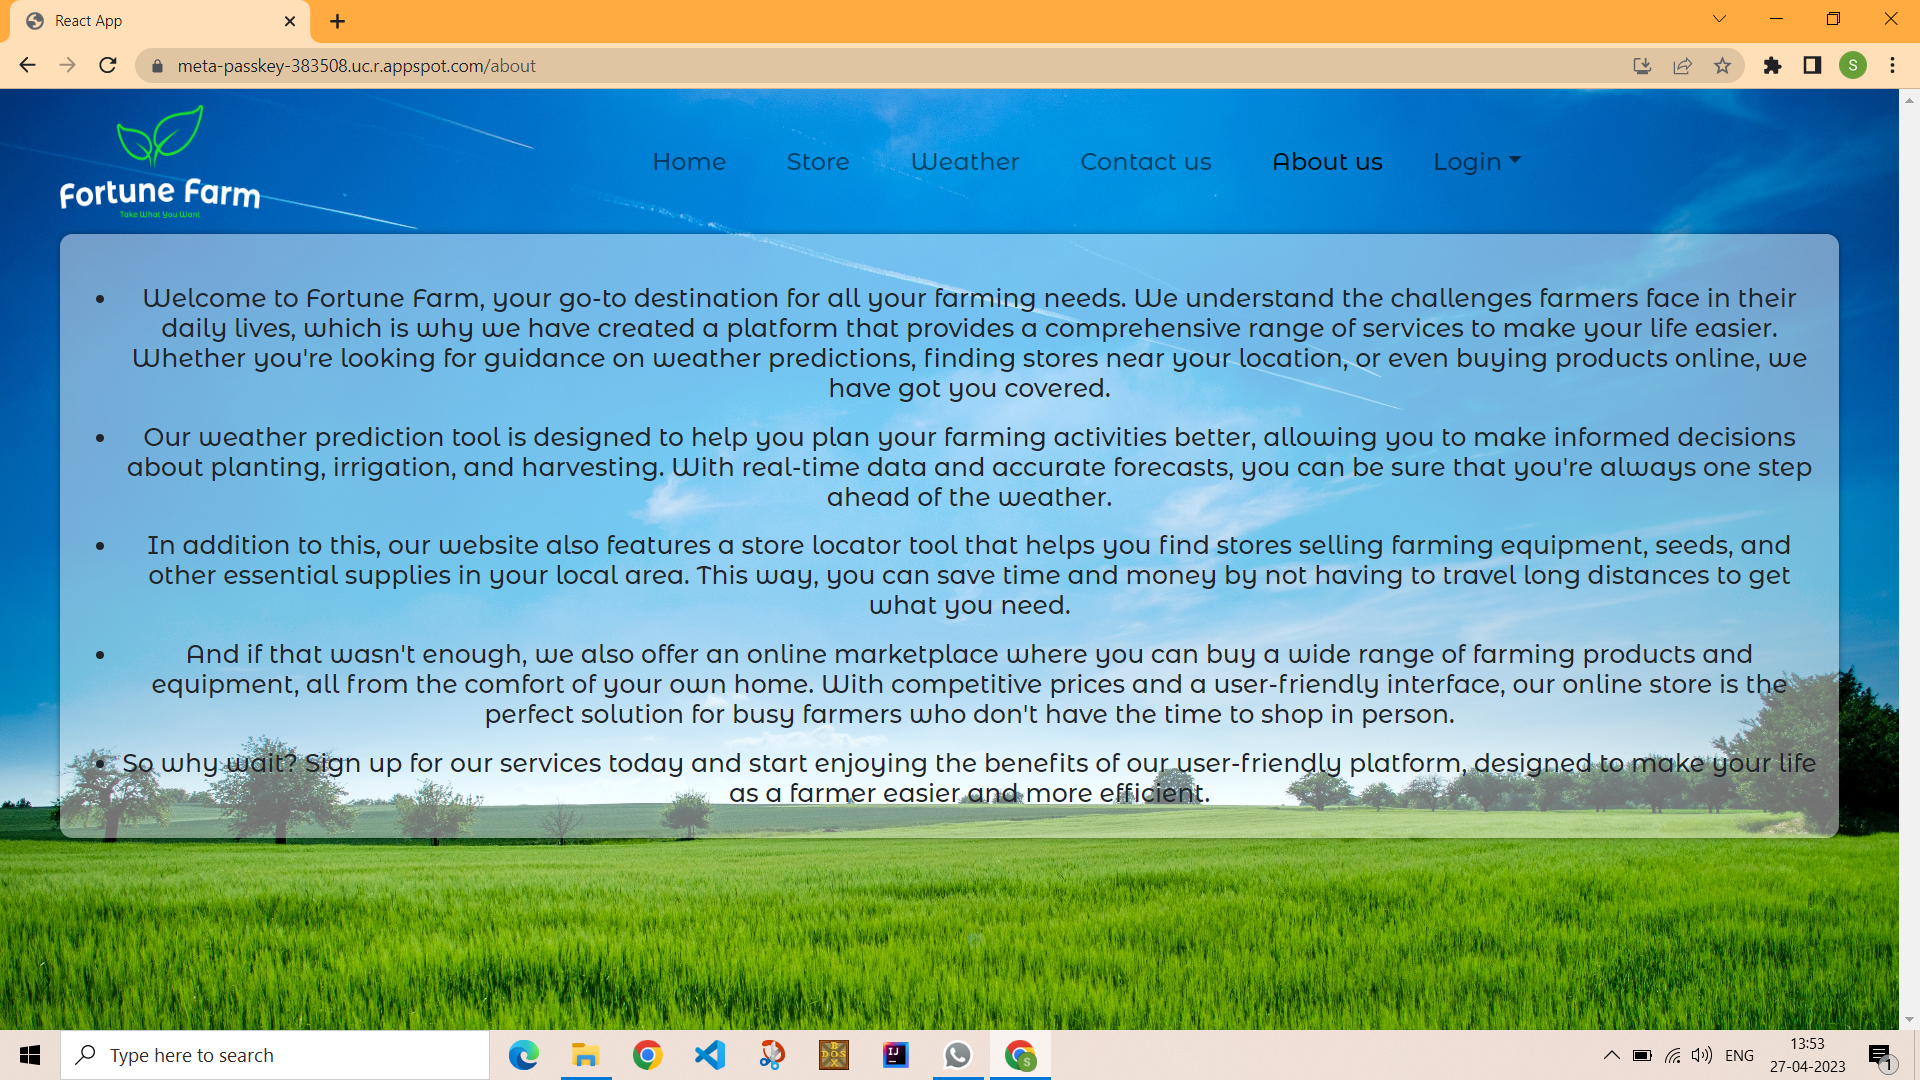 React App
meta-passkey-383508.uc.r.appspot.com/about
S
Fortune Farm
Take What You Want
Home Store Weather Contact us About us Login
• Welcome to Fortune Farm, your go-to destination for all your farming needs. We understand the challenges farmers face in their
daily lives, which is why we have created a platform that provides a comprehensive range of services to make your life easier.
Whether you're looking for guidance on weather predictions, finding stores near your location, or even buying products online, we
have got you covered.
• Our weather prediction tool is designed to help you plan your farming activities better, allowing you to make informed decisions
about planting, irrigation, and harvesting. With real-time data and accurate forecasts, you can be sure that you're always one step
ahead of the weather.
• In addition to this, our website also features a store locator tool that helps you find stores selling farming equipment, seeds, and
other essential supplies in your local area. This way, you can save time and money by not having to travel long distances to get
what you need.
• And if that wasn't enough, we also offer an online marketplace where you can buy a wide range of farming products and
equipment, all from the comfort of your own home. With competitive prices and a user-friendly interface, our online store is the
perfect solution for busy farmers who don't have the time to shop in person.
• So why wait? Sign up for our services today and start enjoying the benefits of our user-friendly platform, designed to make your life
as a farmer easier and more efficient.
Type here to search
BOX
DOS
IJ
S
ENG
13:53
27-04-2023
1